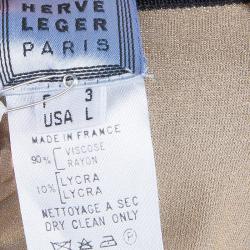 HERVE
LEGER
PARIS
F 3
USA L
MADE IN FRANCE
90% VISCOSE
RAYON
10% LYCRA
LYCRA
NETTOYAGE A SEC
DRY CLEAN ONLY
F